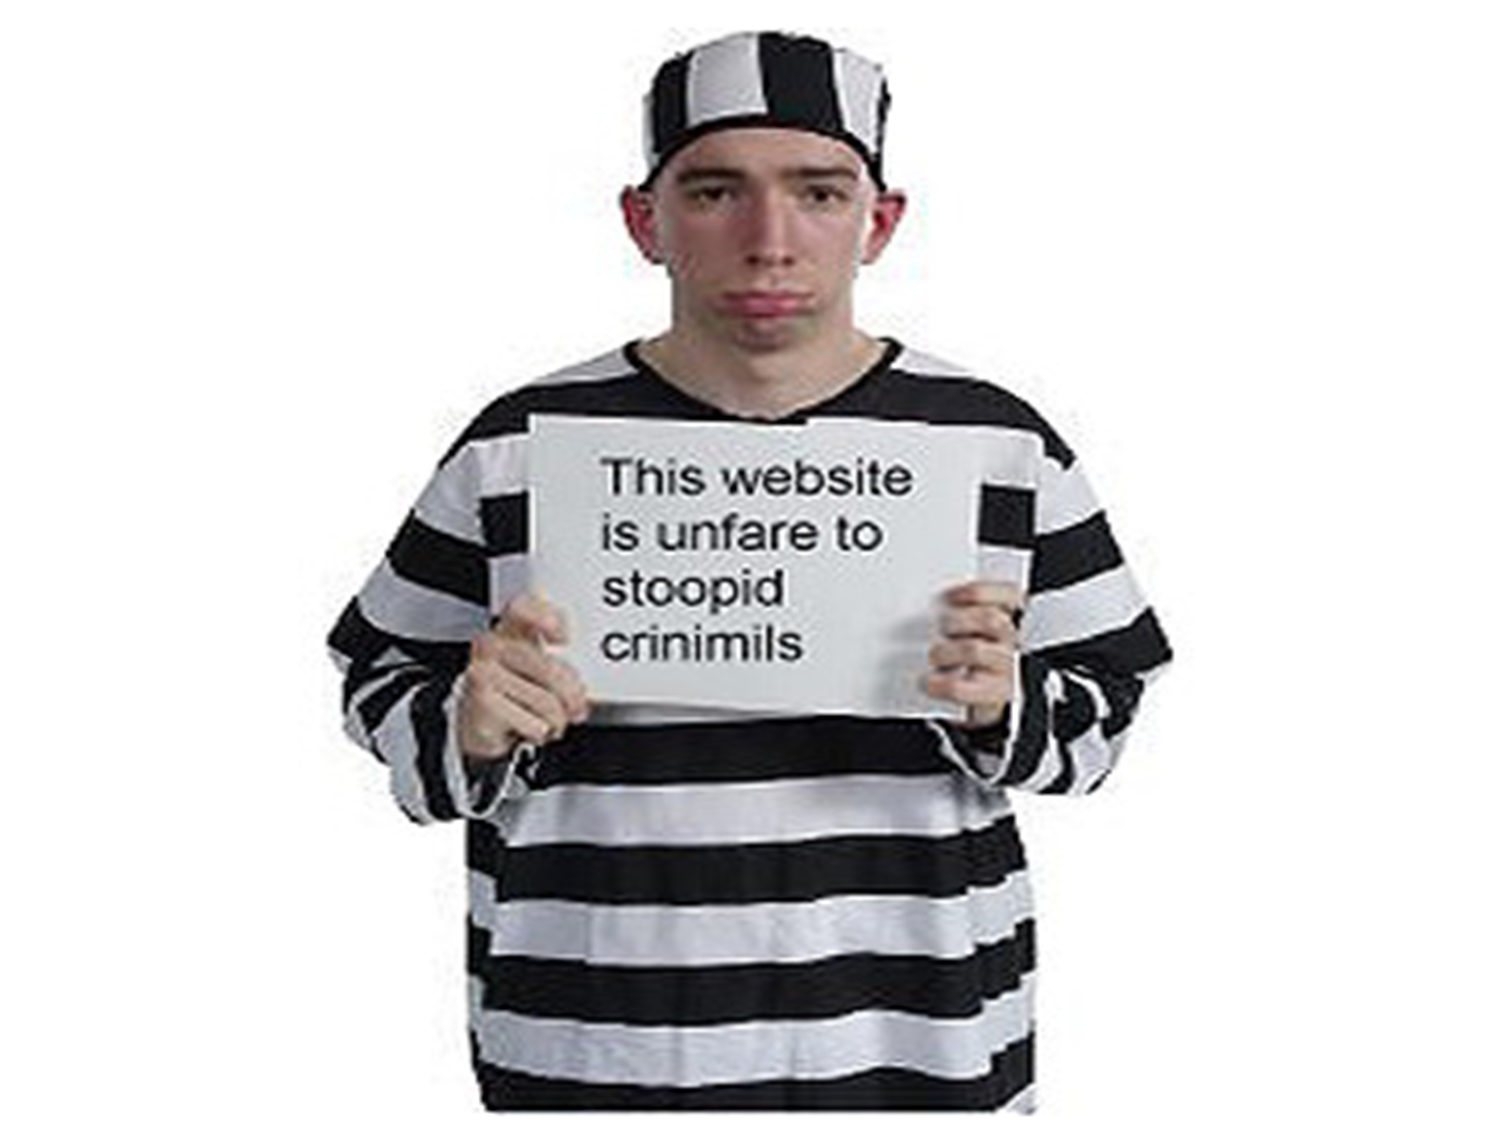 This website
is unfare to
stoopid
crinimils